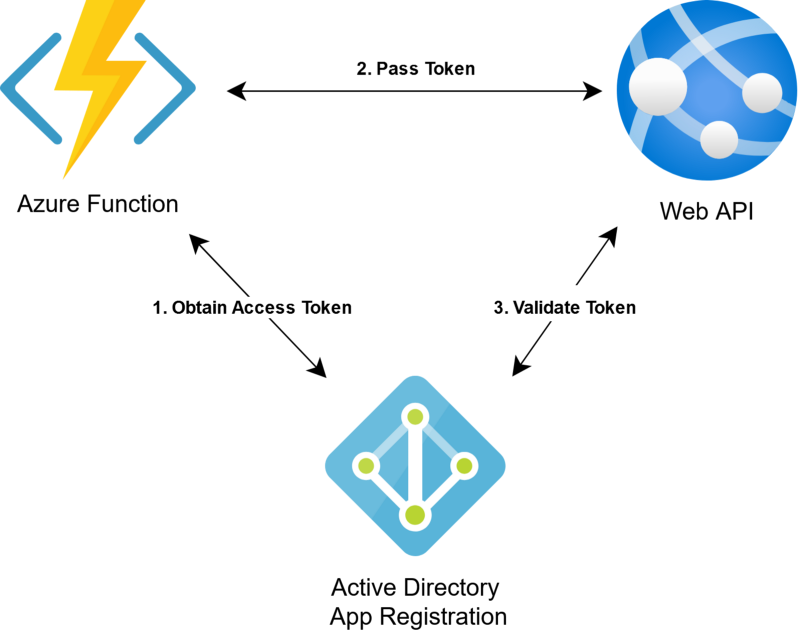 2. Pass Token
Azure Function
Web API
1. Obtain Access Token
3. Validate Token
Active Directory
App Registration